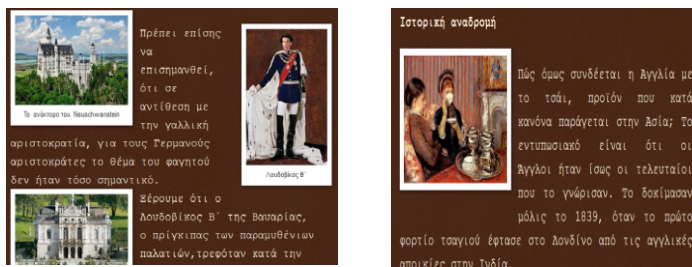 Πρέπει επίσης
να
επισημανθεί,
ότι σε
αντίθεση με
την γαλλική
αριστοκρατία, για τους Γερμανούς
αριστοκράτες το θέμα του φαγητού
δεν ήταν τόσο σημαντικό.
Το ανάκτορο του Neuschwanstein
Λουδοβίκος Β΄
Ξέρουμε ότι ο
Λουδοβίκος Β΄ της Βαυαρίας,
ο πρίγκιπας των παραμυθένιων
παλατιών,τρεφόταν κατά την
Ιστορική αναδρομή
Πώς όμως συνδέεται η Αγγλία με
το τσάι, προϊόν που κατά
κανόνα παράγεται στην Ασία; Το
εντυπωσιακό είναι ότι οι
Άγγλοι ήταν ίσως οι τελευταίοι
που το γνώρισαν. Το δοκίμασαν
μόλις το 1839, όταν το πρώτο
φορτίο τσαγιού έφτασε στο Λονδίνο από τις αγγλικές
αποικίες στην Ινδία.